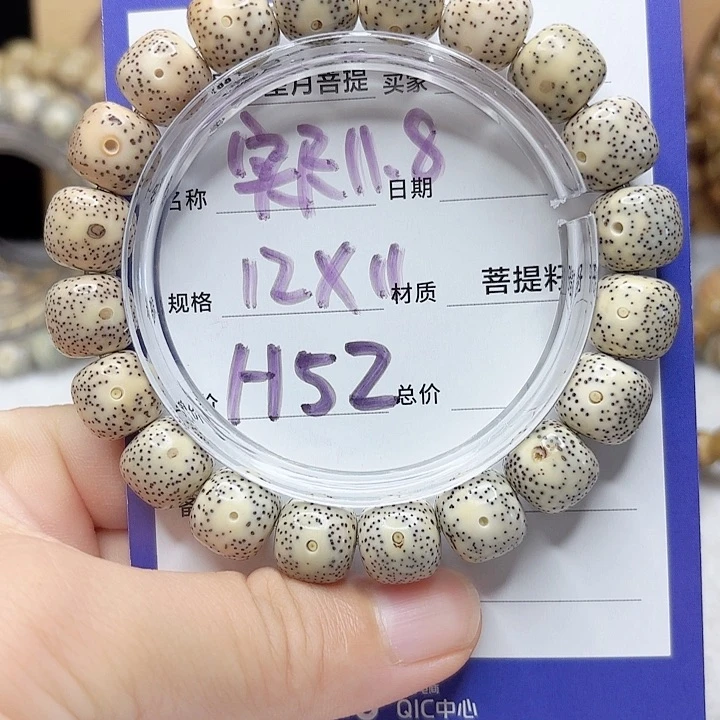 星月菩提 买家
名称 实尺11.8 日期
规格 12X11 材质 菩提籽
H52 总价
QIC中心